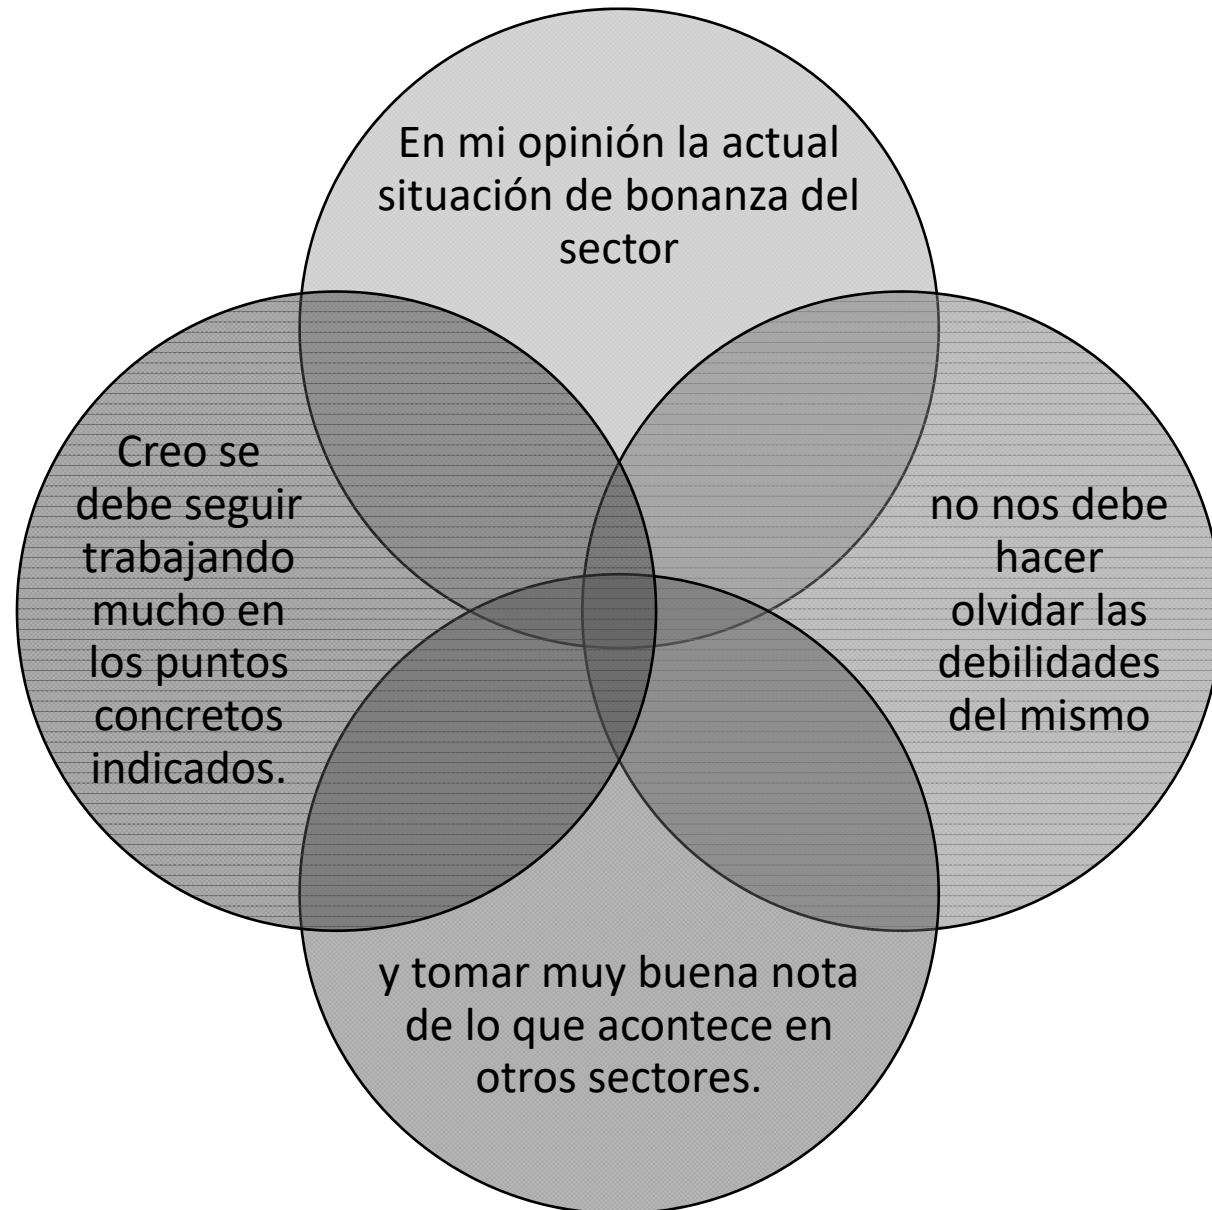 En mi opinión la actual
situación de bonanza del
sector
no nos debe
hacer
olvidar las
debilidades
del mismo
y tomar muy buena nota
de lo que acontece en
otros sectores.
Creo se
debe seguir
trabajando
mucho en
los puntos
concretos
indicados.